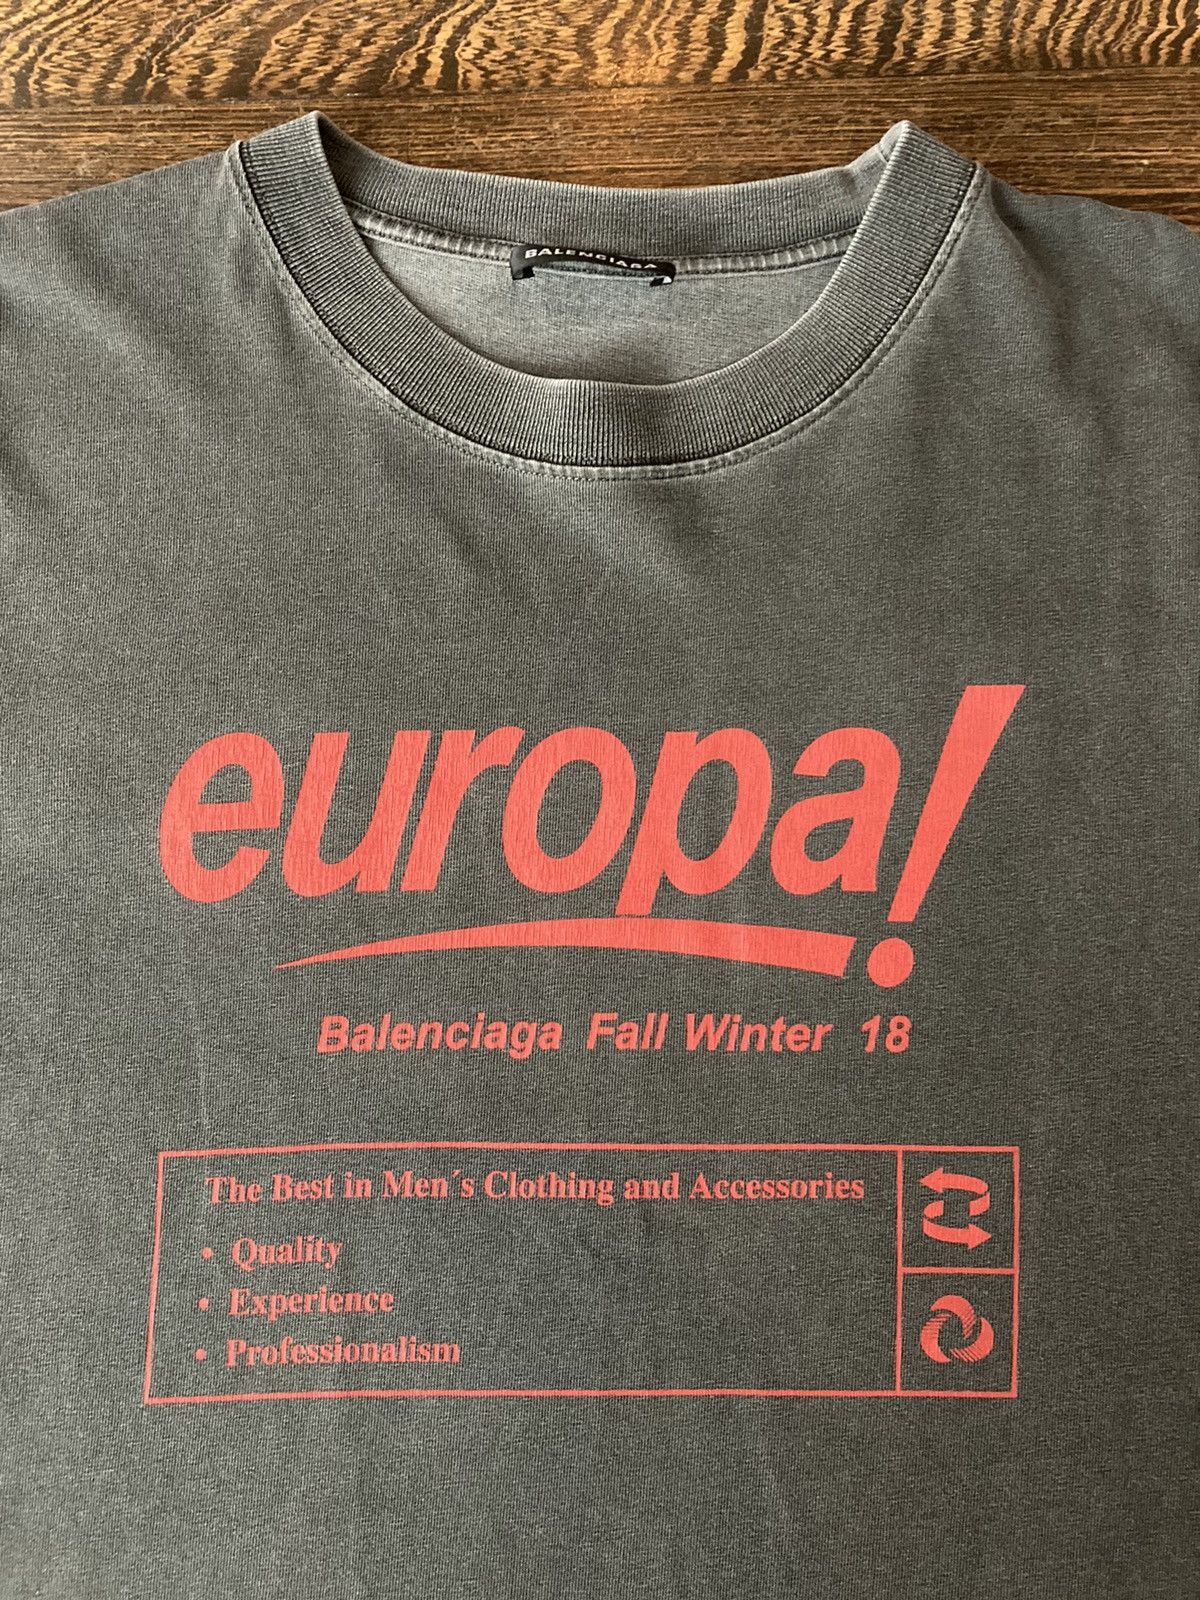 BALENCIAGA
europa!
Balenciaga Fall Winter 18
The Best in Men´s Clothing and Accessories
• Quality
• Experience
• Professionalism